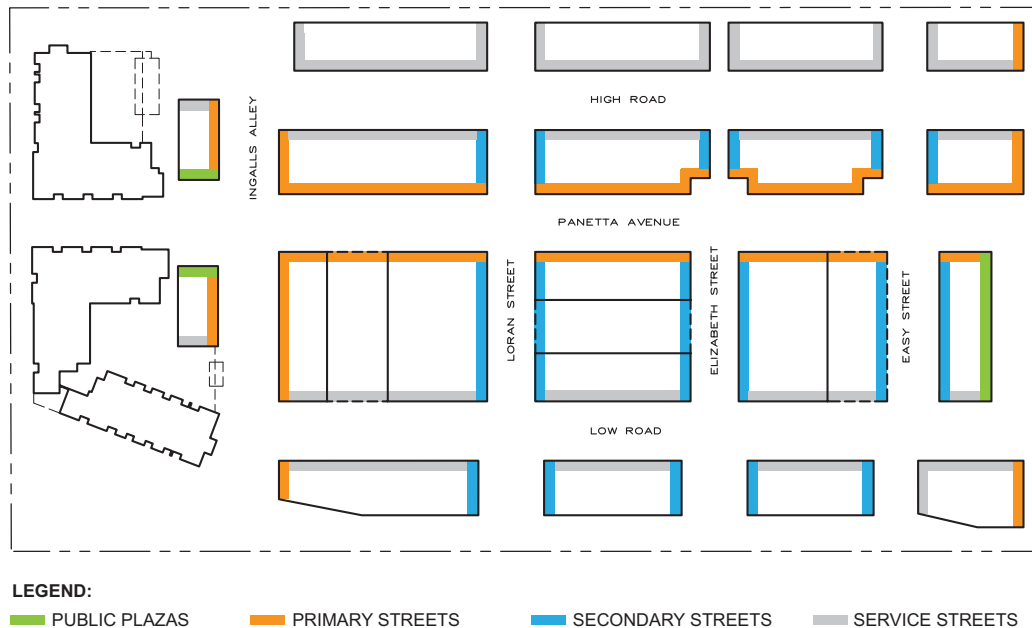 HIGH ROAD
INGALLS ALLEY
PANETTA AVENUE
LORAN STREET
ELIZABETH STREET
EASY STREET
LOW ROAD
LEGEND:
PUBLIC PLAZAS
PRIMARY STREETS
SECONDARY STREETS
SERVICE STREETS